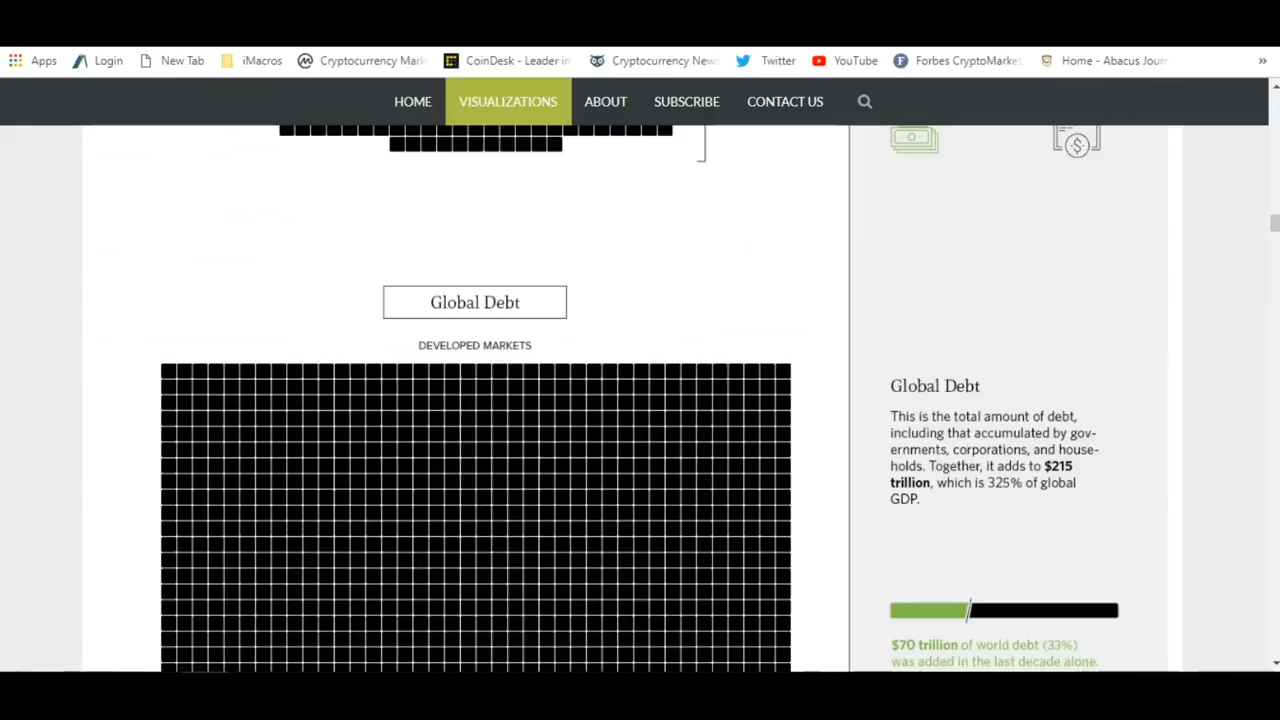 Apps Login New Tab iMacros Cryptocurrency Mark CoinDesk - Leader in Cryptocurrency News Twitter YouTube Forbes CryptoMarket Home - Abacus Journ »
HOME VISUALIZATIONS ABOUT SUBSCRIBE CONTACT US
Global Debt
DEVELOPED MARKETS
Global Debt
This is the total amount of debt,
including that accumulated by gov-
ernments, corporations, and house-
holds. Together, it adds to $215
trillion, which is 325% of global
GDP.
$70 trillion of world debt (33%)
was added in the last decade alone.